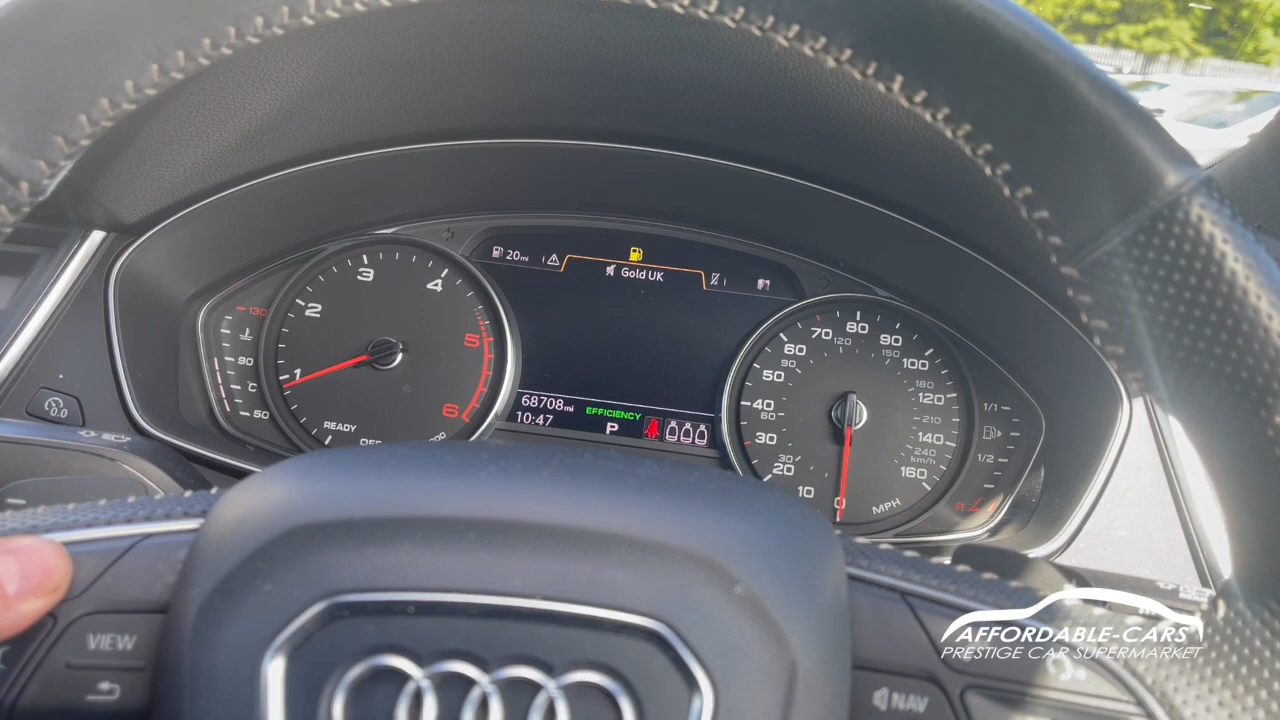 20mi
Gold UK
1
2
3
4
5
6
READY
130
90
°C
50
68708mi
10:47
EFFICIENCY
P
0
10
20
30
40
50
60
70
80
90
100
120
140
160
30
60
90
120
150
180
210
240
km/h
MPH
1/1
1/2
R
0.0
VIEW
NAV
AFFORDABLE-CARS
PRESTIGE CAR SUPERMARKET